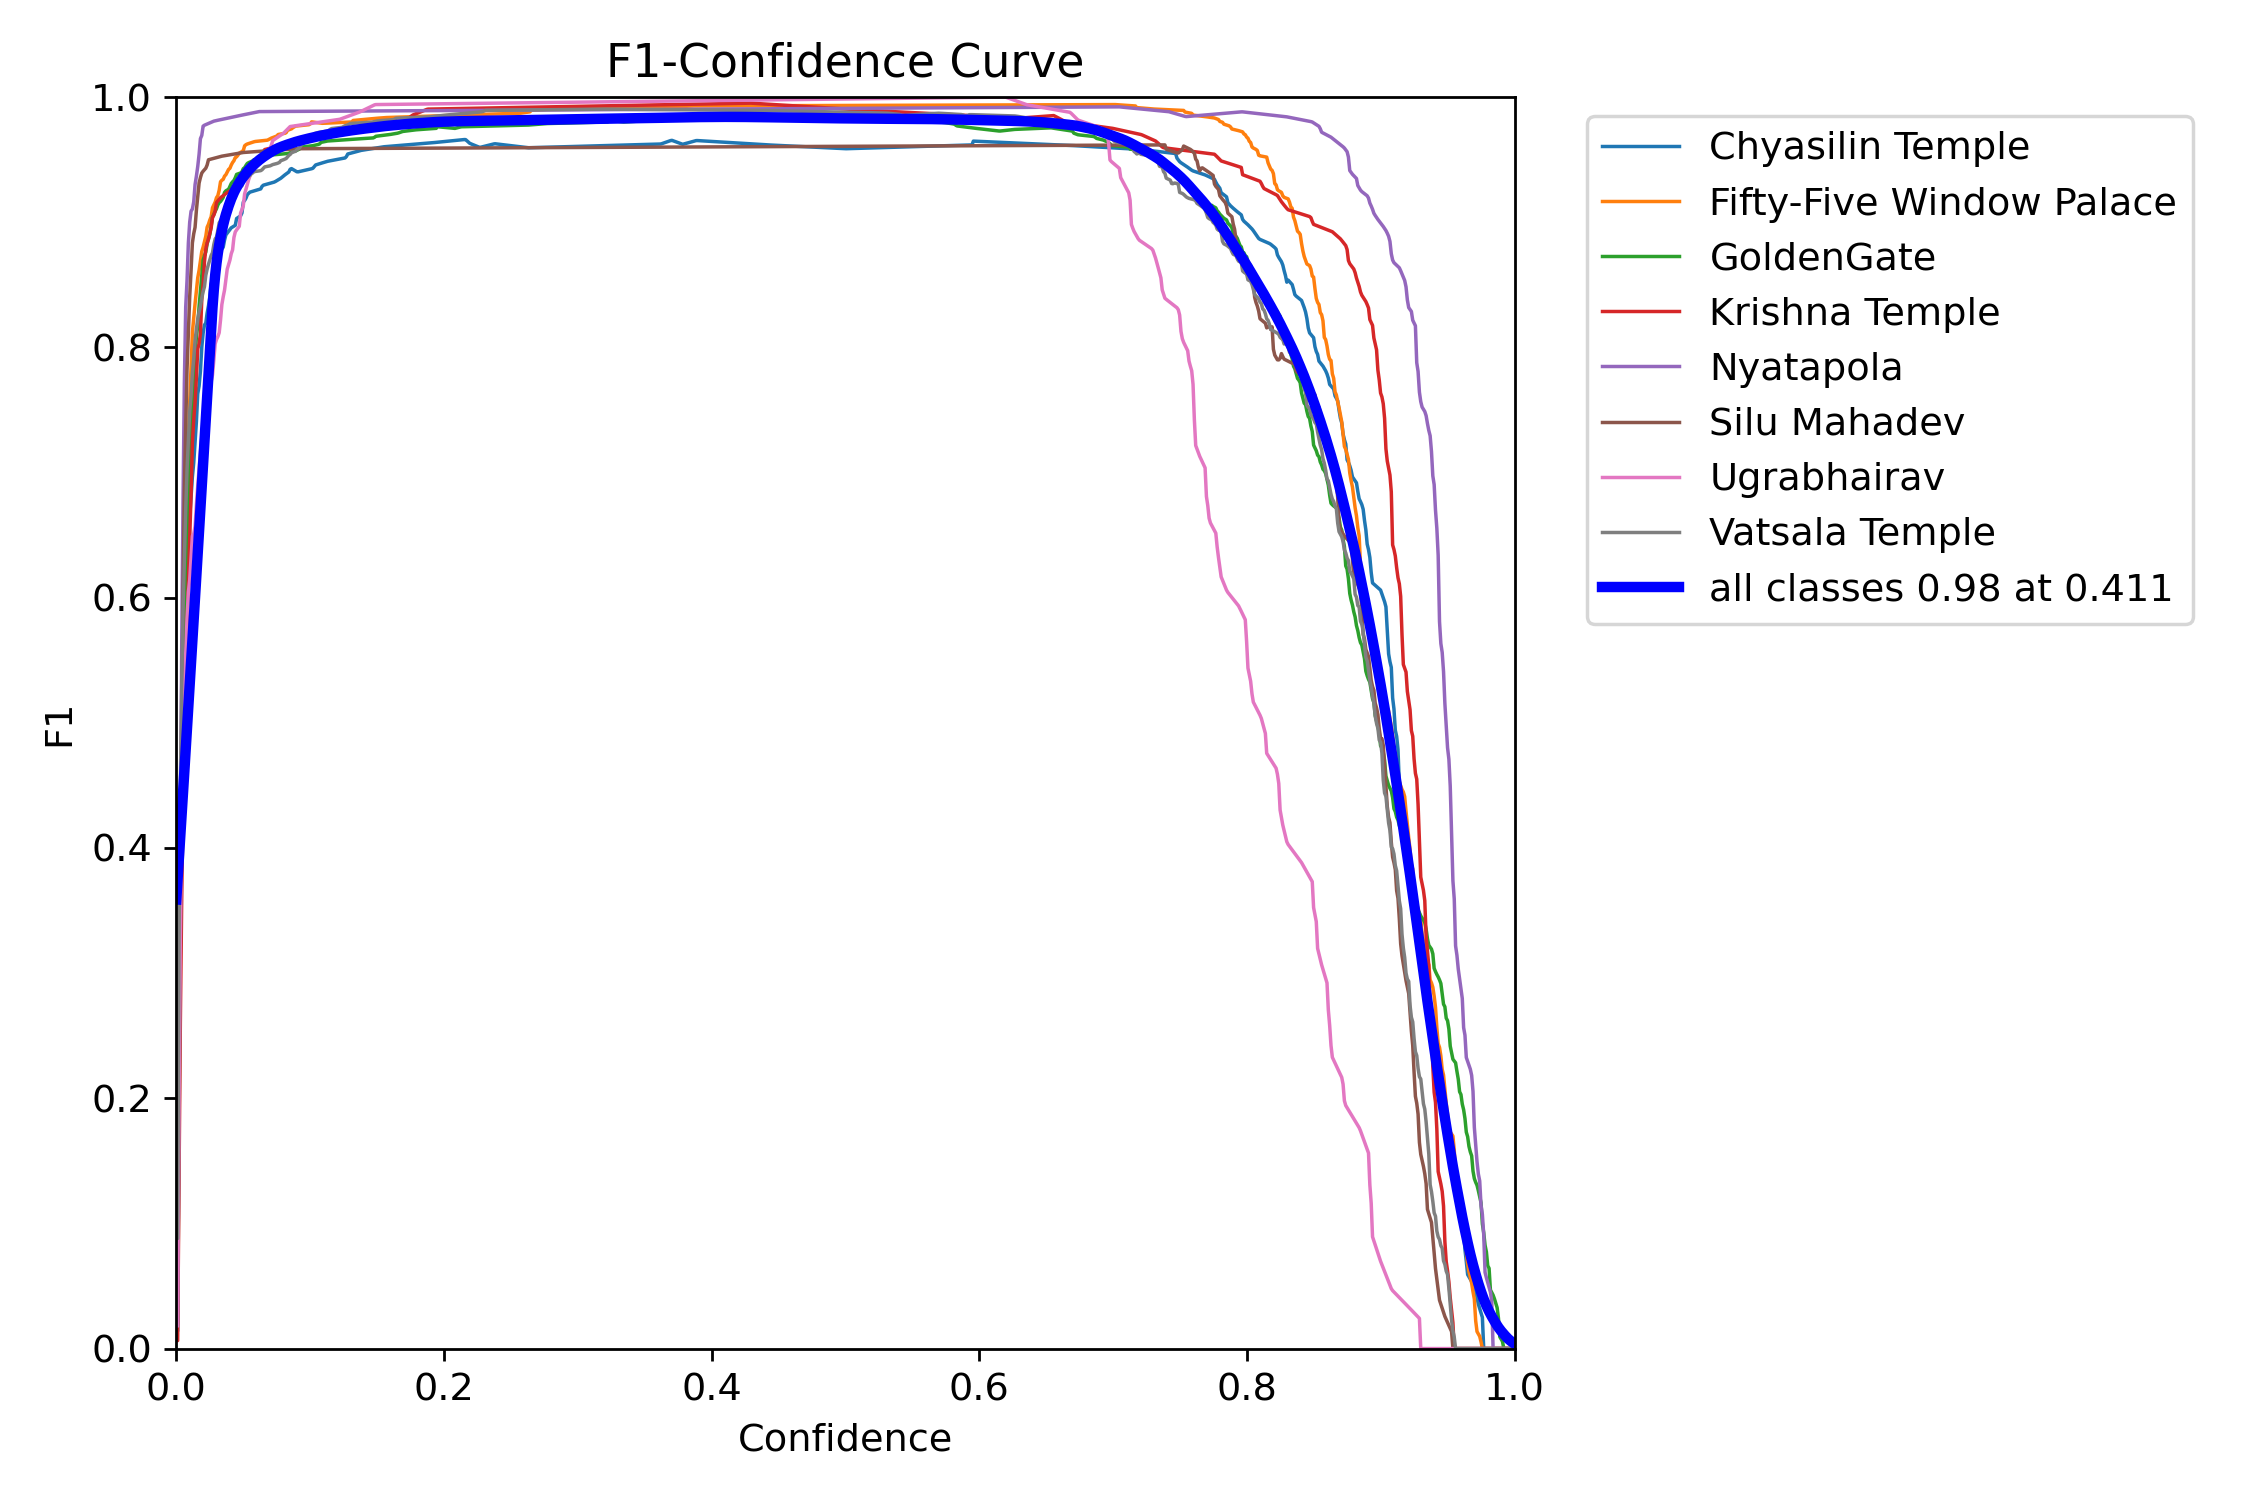 F1-Confidence Curve
1.0
0.8
0.6
0.4
0.2
0.0
F1
0.0 0.2 0.4 0.6 0.8 1.0
Confidence
Chyasilin Temple
Fifty-Five Window Palace
GoldenGate
Krishna Temple
Nyatapola
Silu Mahadev
Ugrabhairav
Vatsala Temple
all classes 0.98 at 0.411